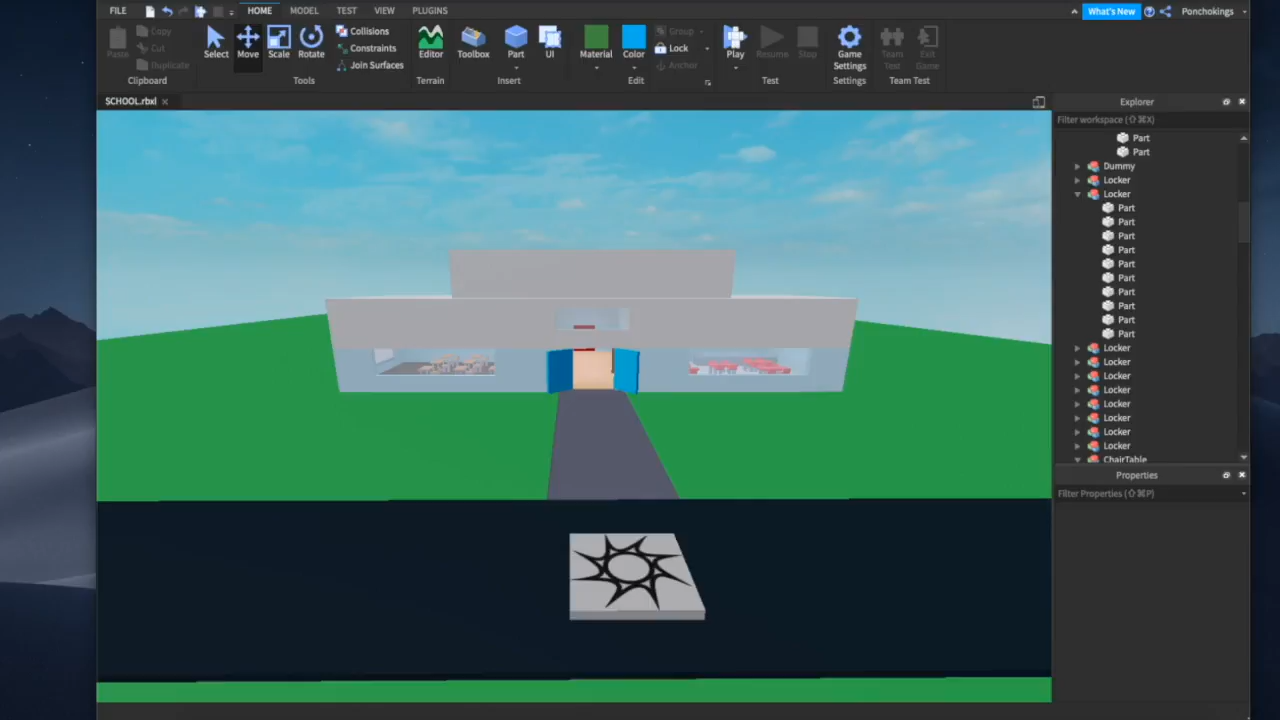 FILE HOME MODEL TEST VIEW PLUGINS What's New Ponchokings
Paste Copy Cut Duplicate
Select Move Scale Rotate
Collisions Constraints Join Surfaces
Editor Toolbox Part UI
Material Color Group Lock Anchor
Play Resume Stop
Game Settings Team Test Exit Game
Clipboard Tools Terrain Insert Edit Test Settings Team Test
SCHOOL.rbxl
Explorer
Filter workspace (⇧⌘X)
Part
Part
Dummy
Locker
Locker
Part
Part
Part
Part
Part
Part
Part
Part
Part
Part
Locker
Locker
Locker
Locker
Locker
Locker
Locker
Locker
ChairTable
Properties
Filter Properties (⇧⌘P)